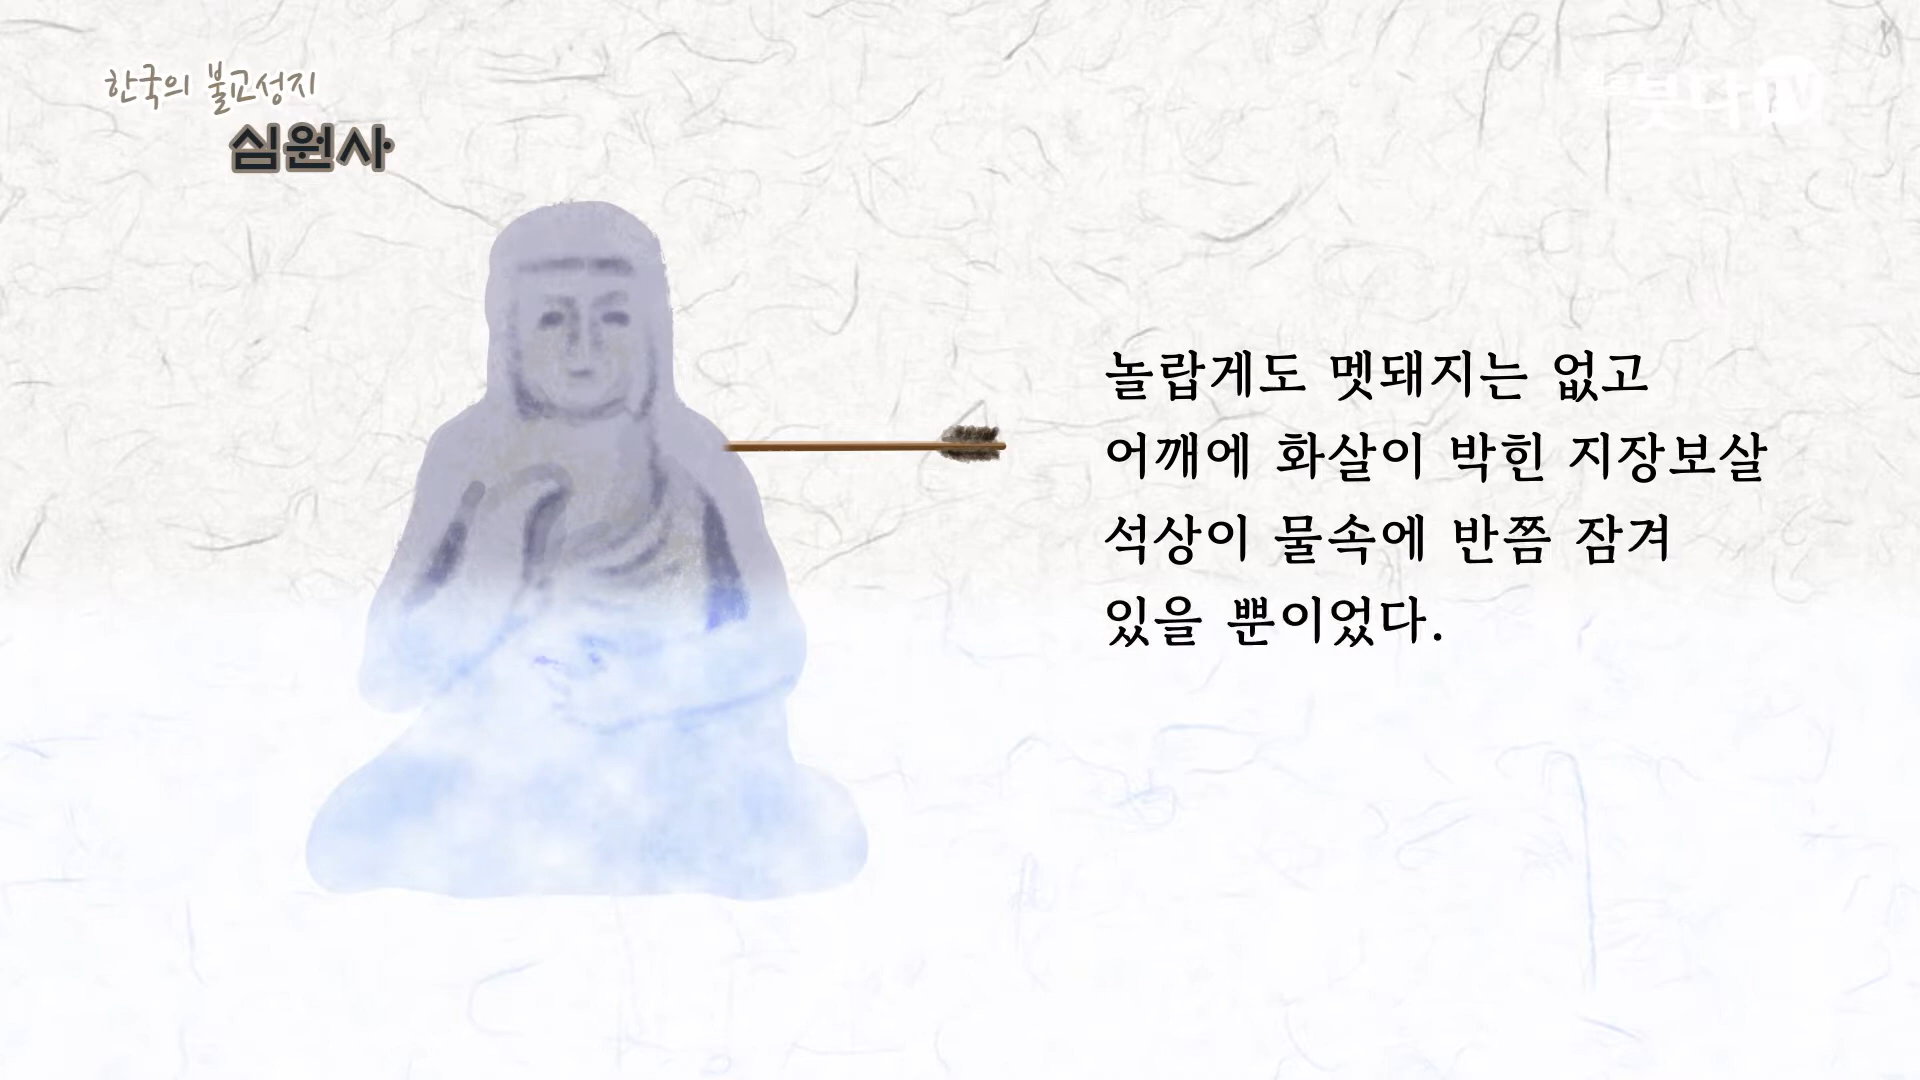 한국의 불교성지
심원사
놀랍게도 멧돼지는 없고
어깨에 화살이 박힌 지장보살
석상이 물속에 반쯤 잠겨
있을 뿐이었다.